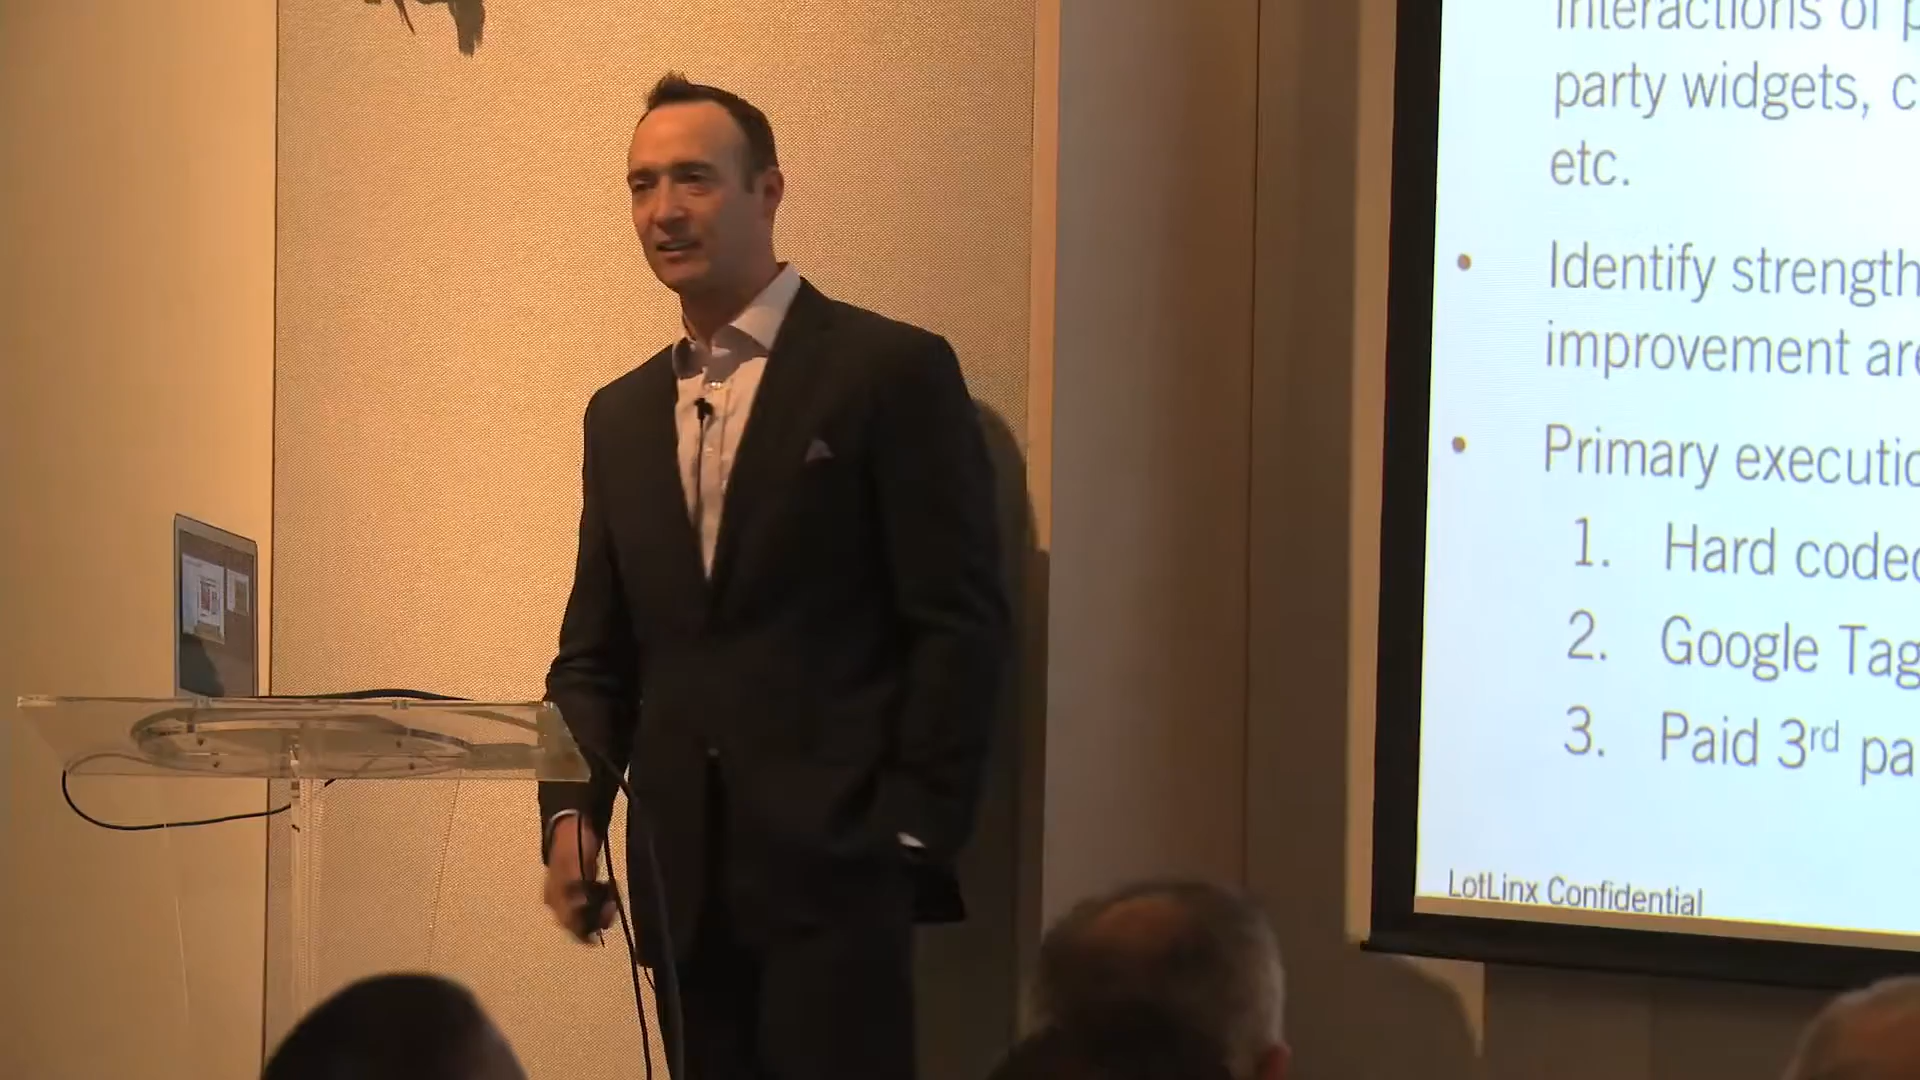 interactions of p
party widgets, c
etc.
• Identify strength
improvement are
• Primary executio
1. Hard coded
2. Google Tag
3. Paid 3rd pa
LotLinx Confidential